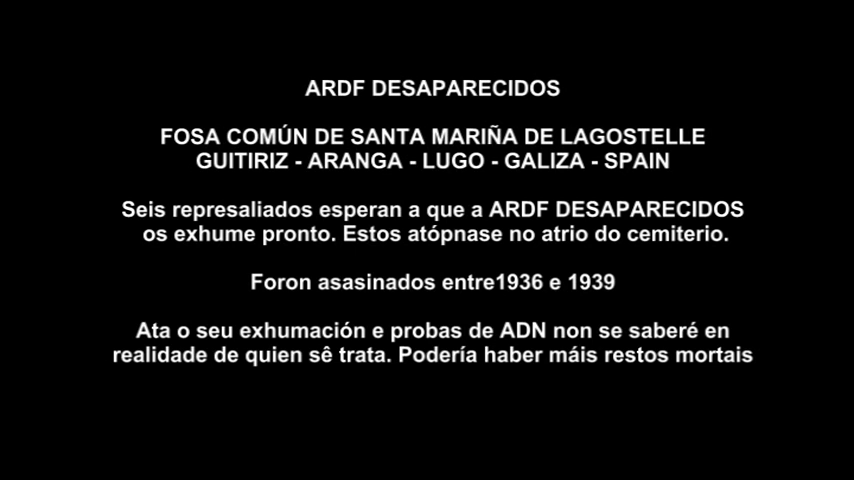 ARDF DESAPARECIDOS
FOSA COMÚN DE SANTA MARIÑA DE LAGOSTELLE
GUITIRIZ - ARANGA - LUGO - GALIZA - SPAIN
Seis represaliados esperan a que a ARDF DESAPARECIDOS
os exhume pronto. Estos atópnase no atrio do cemiterio.
Foron asasinados entre1936 e 1939
Ata o seu exhumación e probas de ADN non se saberé en
realidade de quien sê trata. Podería haber máis restos mortais